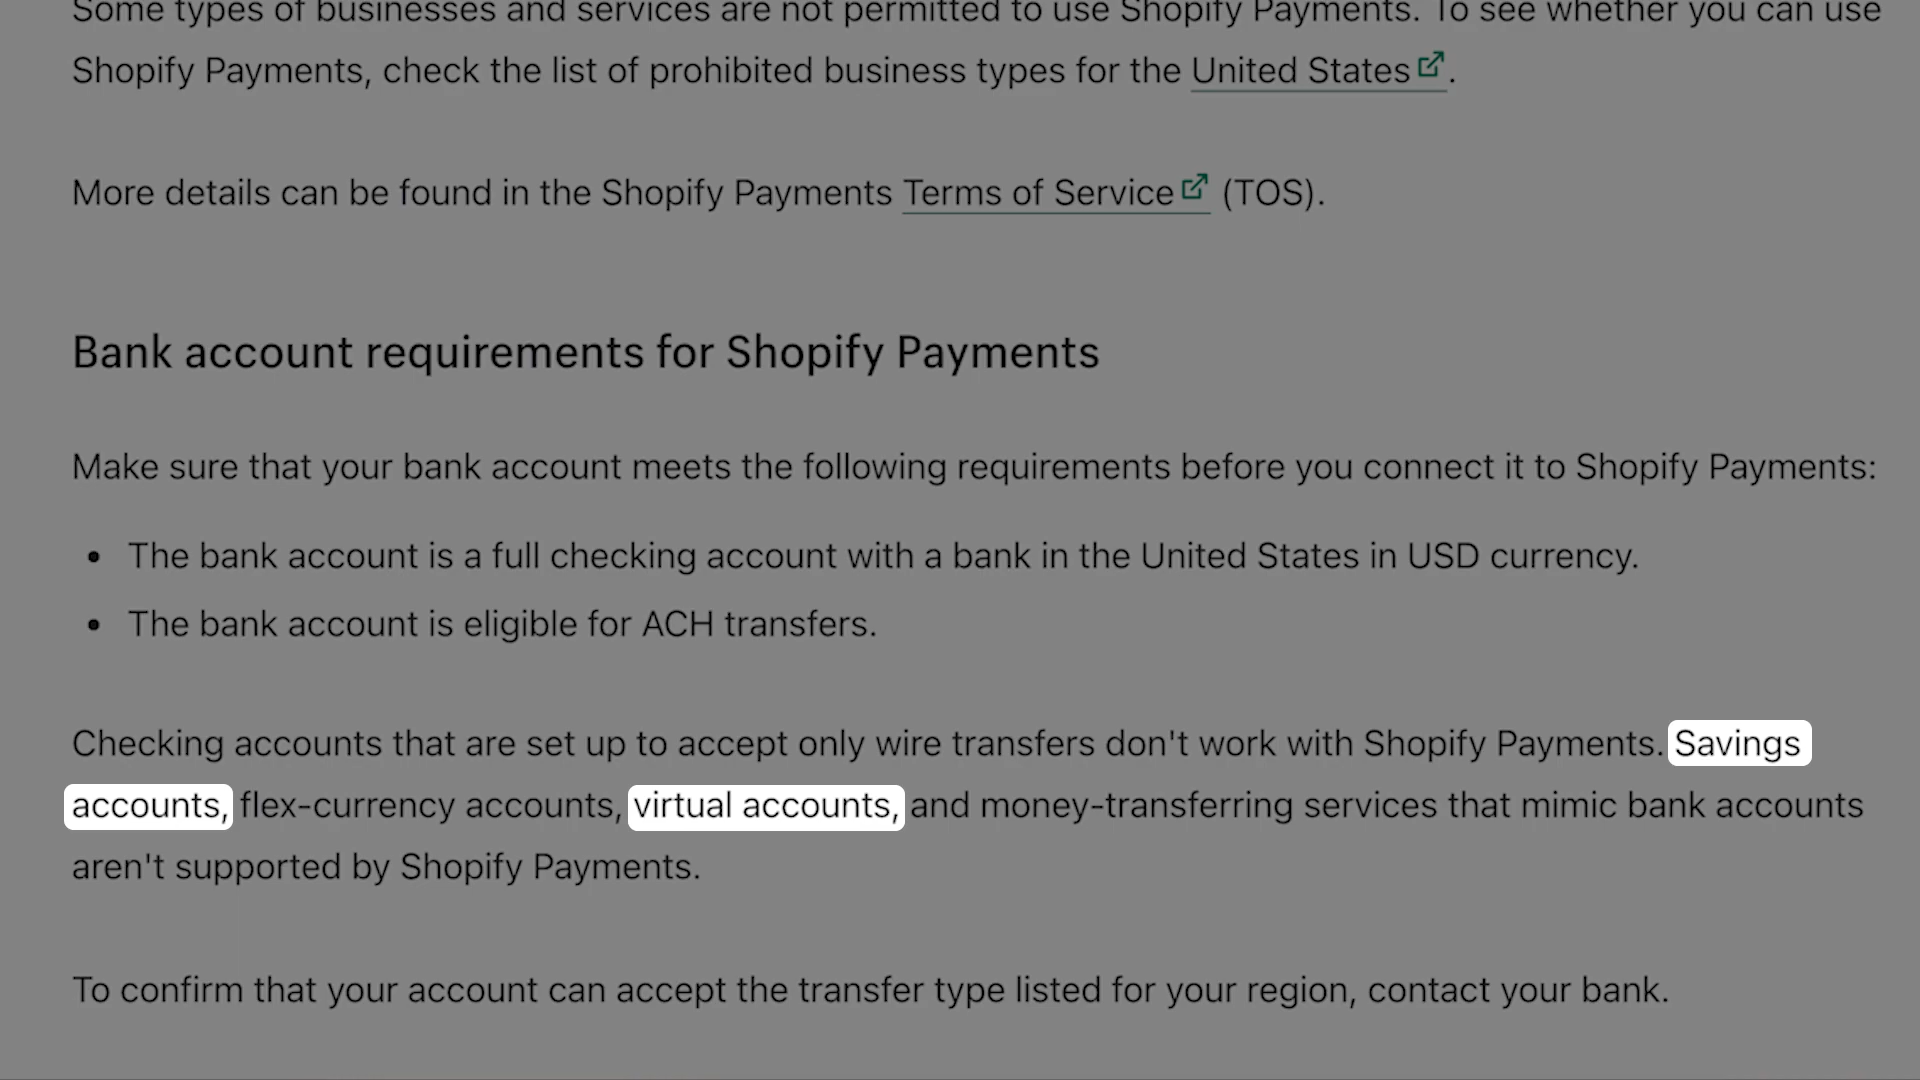 Some types of businesses and services are not permitted to use Shopify Payments. To see whether you can use
Shopify Payments, check the list of prohibited business types for the United States.
More details can be found in the Shopify Payments Terms of Service (TOS).
Bank account requirements for Shopify Payments
Make sure that your bank account meets the following requirements before you connect it to Shopify Payments:
• The bank account is a full checking account with a bank in the United States in USD currency.
• The bank account is eligible for ACH transfers.
Checking accounts that are set up to accept only wire transfers don't work with Shopify Payments. Savings
accounts, flex-currency accounts, virtual accounts, and money-transferring services that mimic bank accounts
aren't supported by Shopify Payments.
To confirm that your account can accept the transfer type listed for your region, contact your bank.